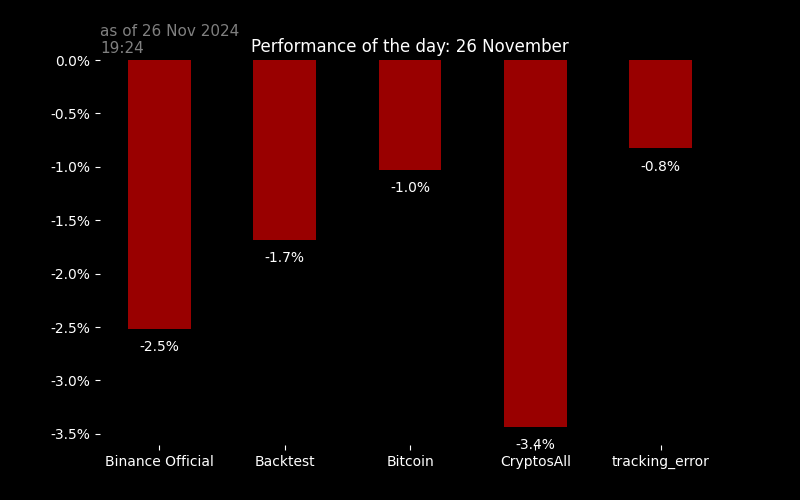 as of 26 Nov 2024
19:24
Performance of the day: 26 November
0.0%
-0.5%
-1.0%
-1.5%
-2.0%
-2.5%
-3.0%
-3.5%
-2.5%
-1.7%
-1.0%
-3.4%
-0.8%
Binance Official
Backtest
Bitcoin
CryptosAll
tracking_error